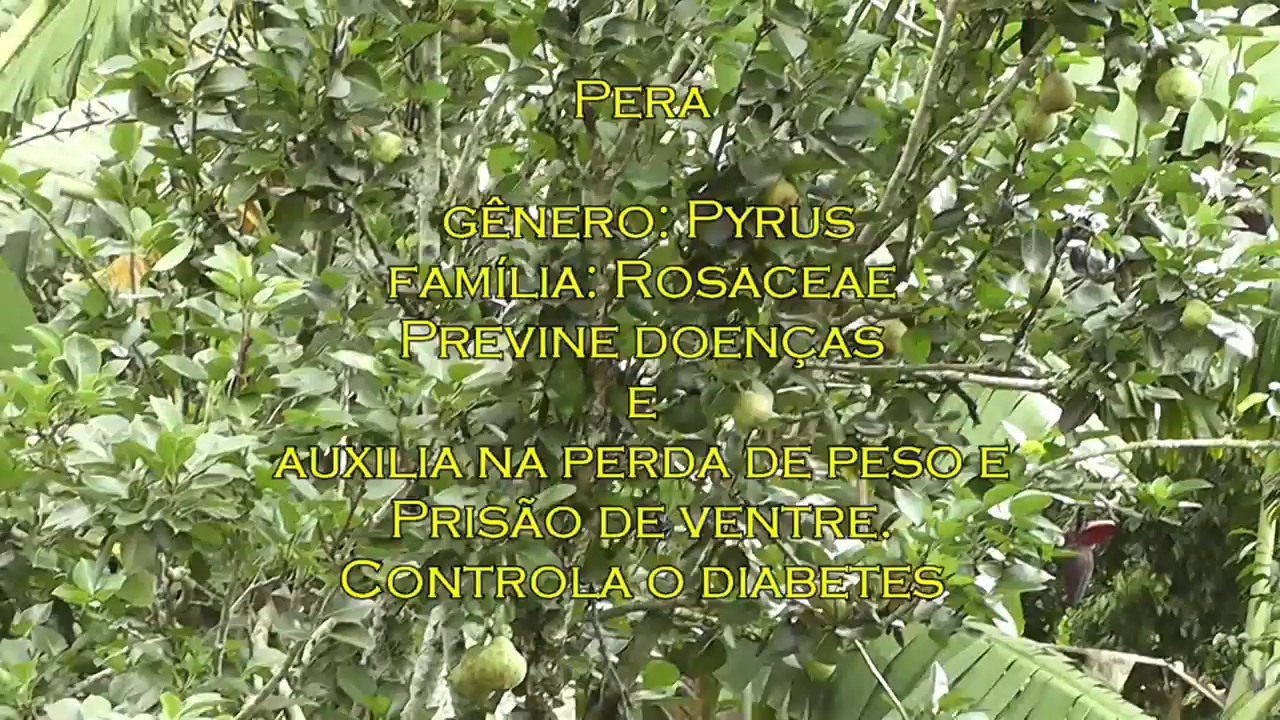 Pera
gênero: Pyrus
família: Rosaceae
Previne doenças
e
auxilia na perda de peso e
Prisão de ventre.
Controla o diabetes